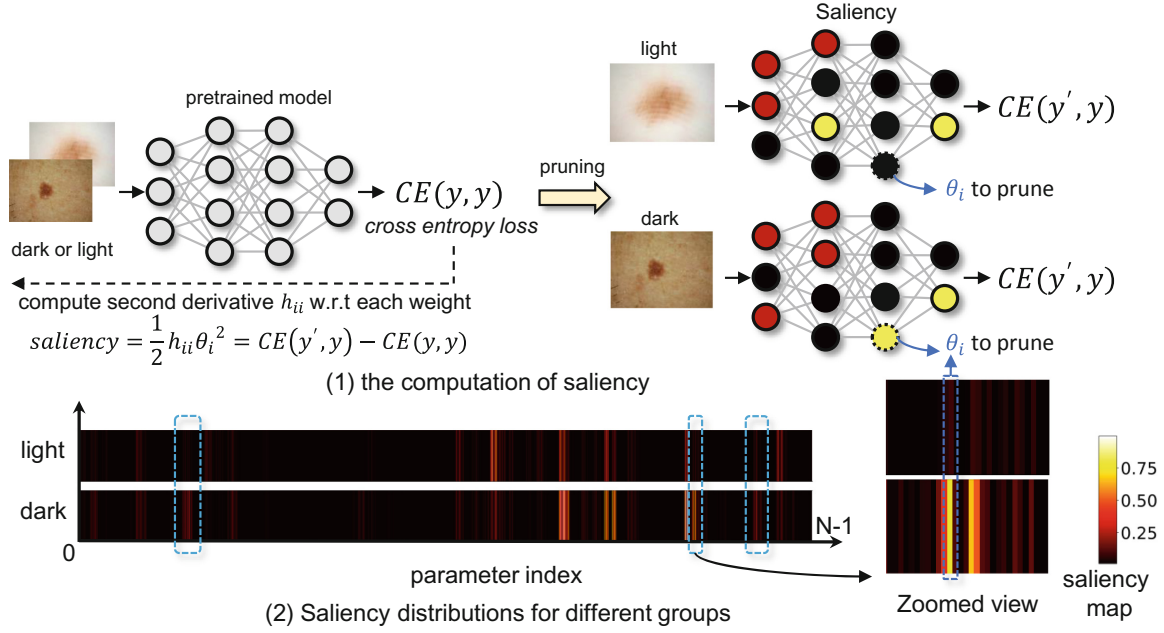 Saliency
light
pretrained model
CE(y′, y)
pruning
CE(y, y)
θᵢ to prune
cross entropy loss
dark
dark or light
CE(y′, y)
compute second derivative hᵢᵢ w.r.t each weight
saliency = 1/2 hᵢᵢθᵢ² = CE(y′, y) − CE(y, y)
θᵢ to prune
(1) the computation of saliency
light
dark
0
N-1
parameter index
0.75
0.50
0.25
saliency
map
Zoomed view
(2) Saliency distributions for different groups